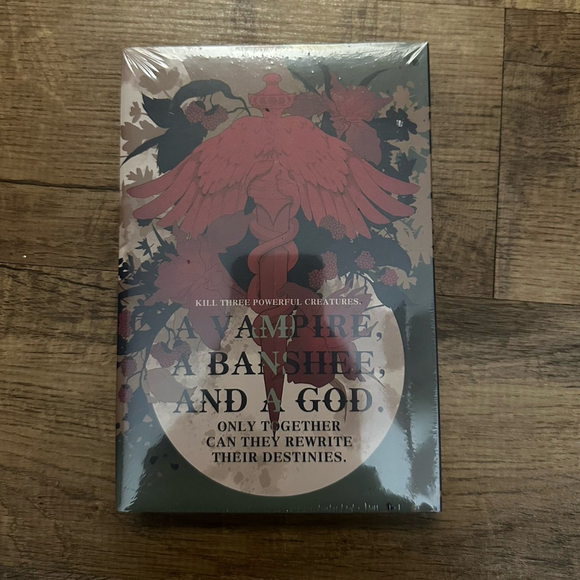 KILL THREE POWERFUL CREATURES.
A VAMPIRE,
A BANSHEE,
AND A GOD.
ONLY TOGETHER
CAN THEY REWRITE
THEIR DESTINIES.